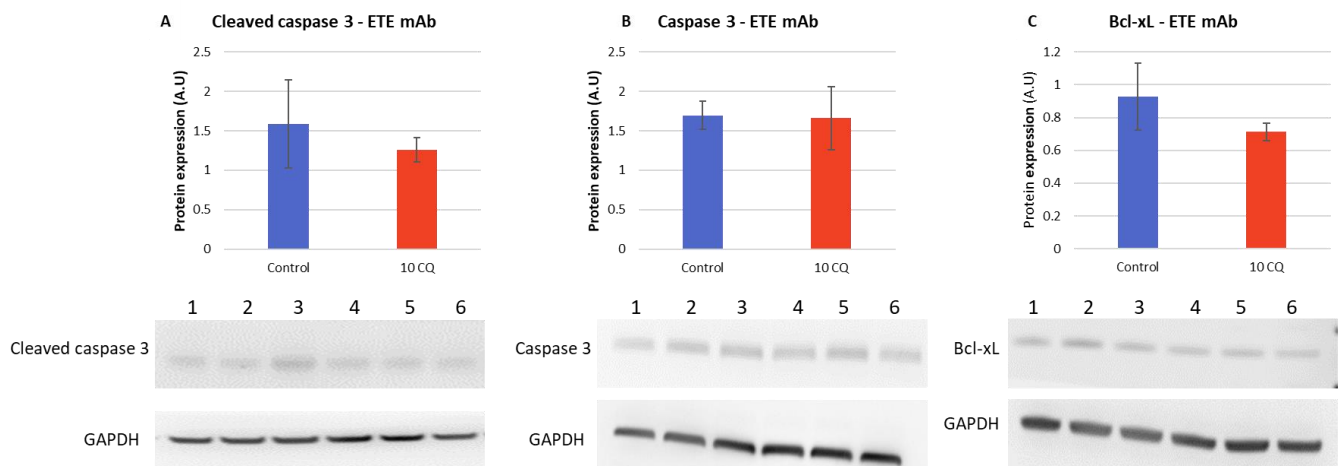 A Cleaved caspase 3 - ETE mAb
Protein expression (A.U)
2.5
2
1.5
1
0.5
0
Control 10 CQ
1 2 3 4 5 6
Cleaved caspase 3
GAPDH
B Caspase 3 - ETE mAb
Protein expression (A.U)
2.5
2
1.5
1
0.5
0
Control 10 CQ
1 2 3 4 5 6
Caspase 3
GAPDH
C Bcl-xL - ETE mAb
Protein expression (A.U)
1.2
1
0.8
0.6
0.4
0.2
0
Control 10 CQ
1 2 3 4 5 6
Bcl-xL
GAPDH